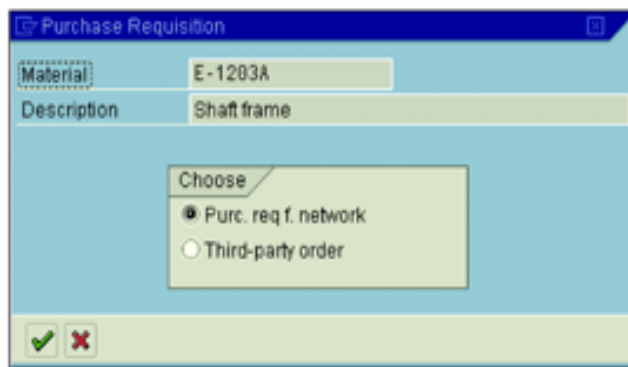 Purchase Requisition
Material E-1203A
Description Shaft frame
Choose
Purc. req f. network
Third-party order